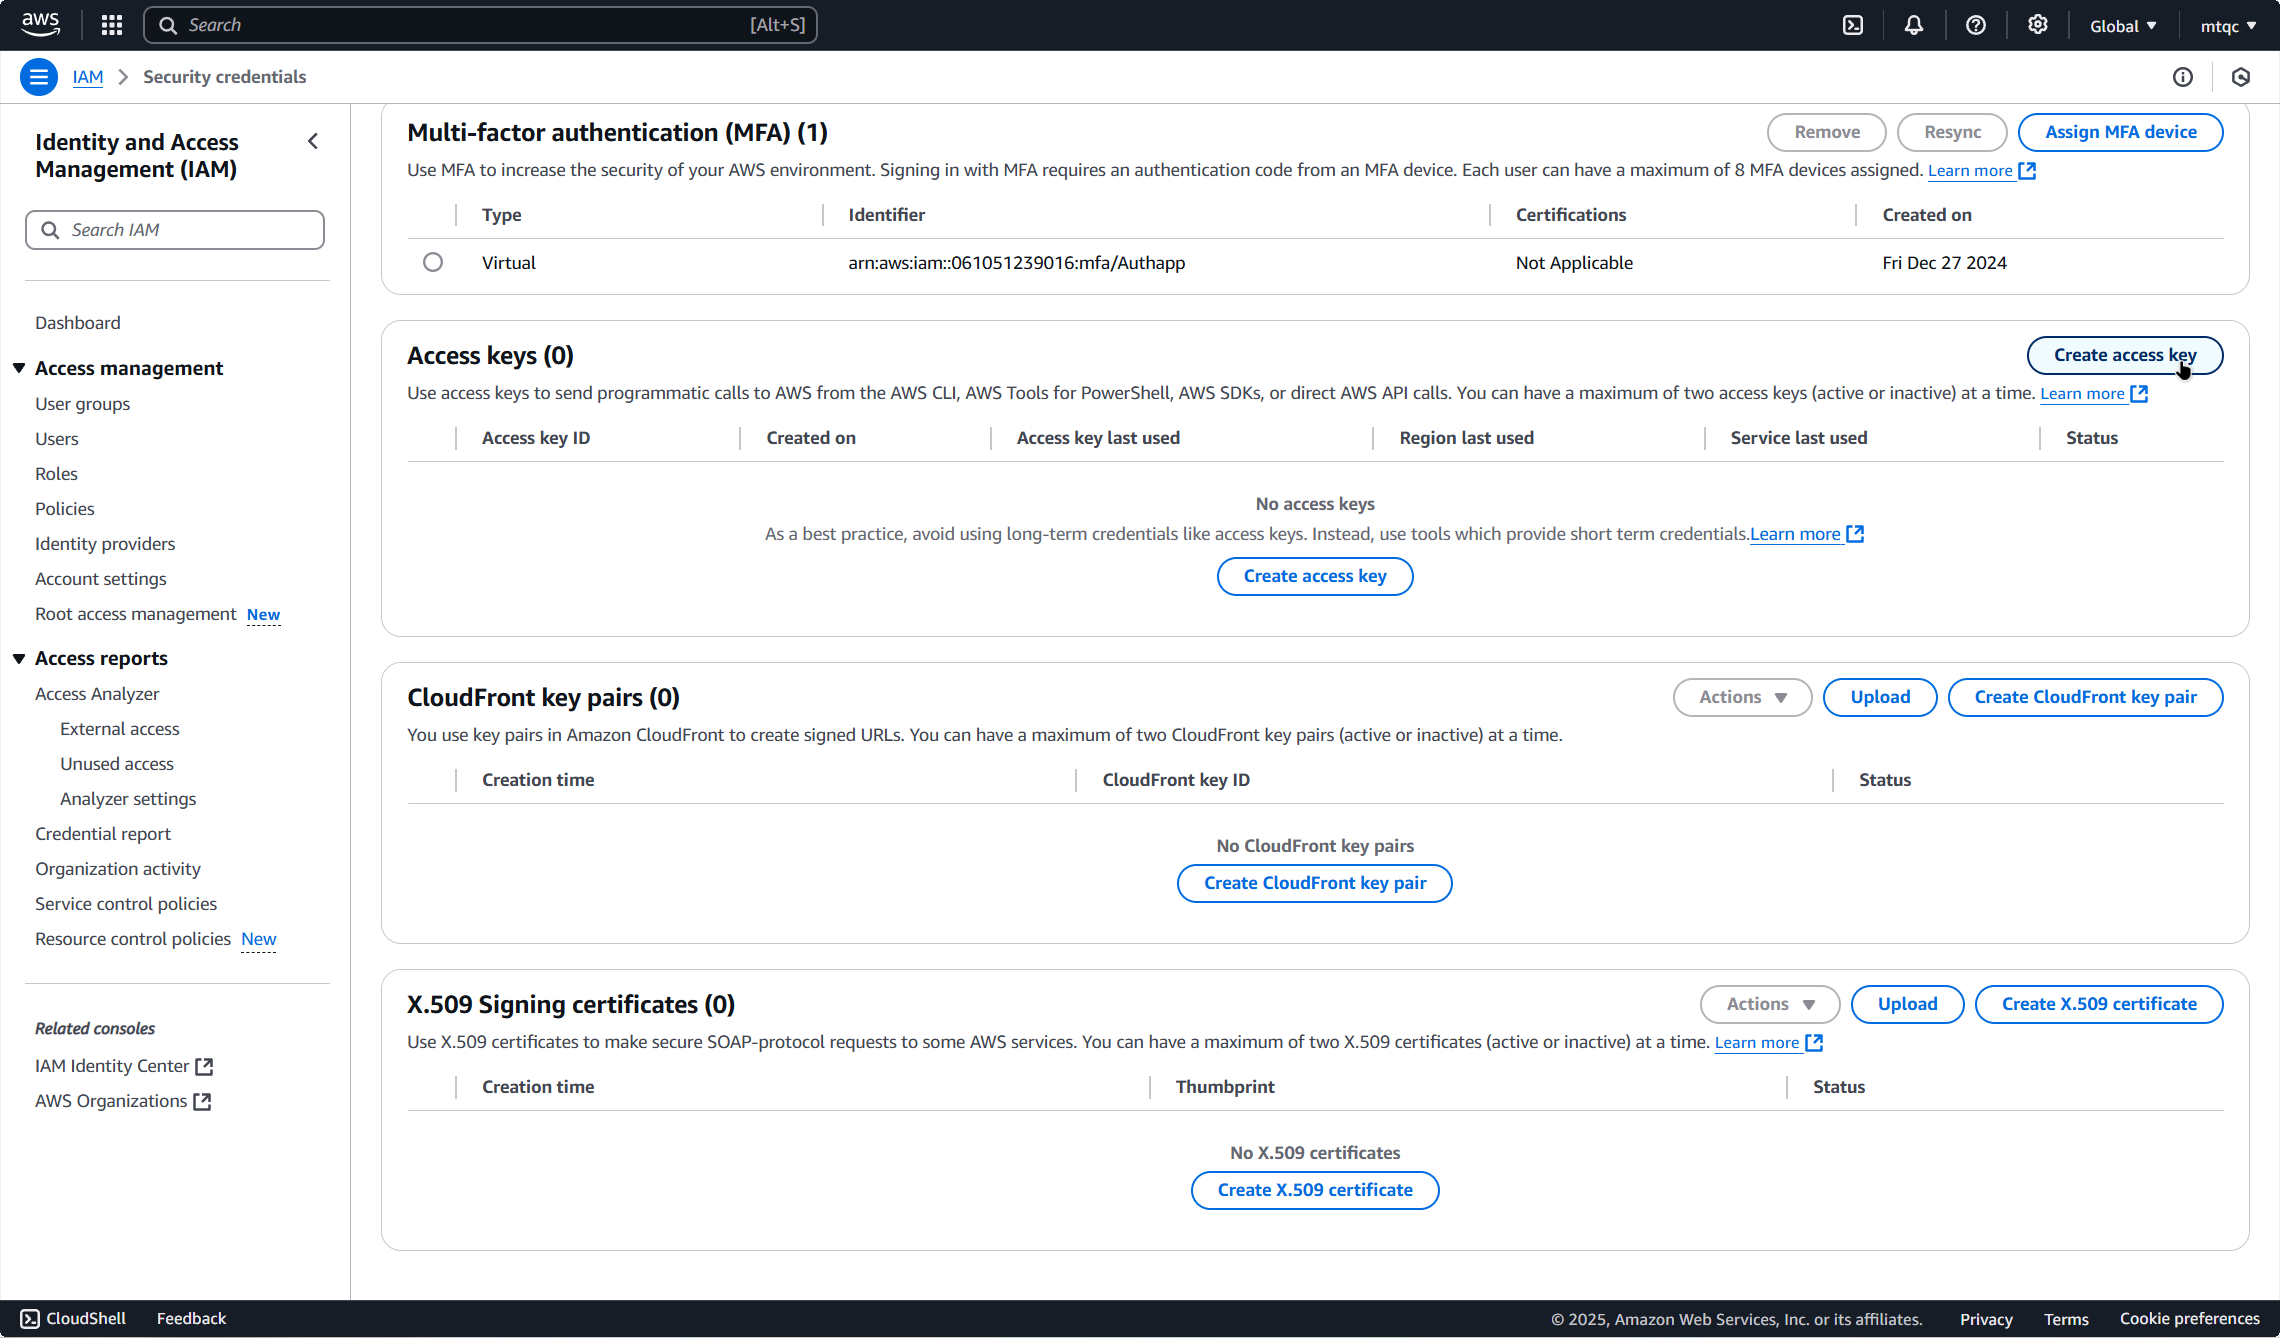 aws
Search [Alt+S]
Global
mtqc
IAM
Security credentials
Identity and Access
Management (IAM)
Search IAM
Dashboard
Access management
User groups
Users
Roles
Policies
Identity providers
Account settings
Root access management New
Access reports
Access Analyzer
External access
Unused access
Analyzer settings
Credential report
Organization activity
Service control policies
Resource control policies New
Related consoles
IAM Identity Center
AWS Organizations
Multi-factor authentication (MFA) (1)
Remove
Resync
Assign MFA device
Use MFA to increase the security of your AWS environment. Signing in with MFA requires an authentication code from an MFA device. Each user can have a maximum of 8 MFA devices assigned. Learn more
Type Identifier Certifications Created on
Virtual arn:aws:iam::061051239016:mfa/Authapp Not Applicable Fri Dec 27 2024
Access keys (0)
Create access key
Use access keys to send programmatic calls to AWS from the AWS CLI, AWS Tools for PowerShell, AWS SDKs, or direct AWS API calls. You can have a maximum of two access keys (active or inactive) at a time. Learn more
Access key ID Created on Access key last used Region last used Service last used Status
No access keys
As a best practice, avoid using long-term credentials like access keys. Instead, use tools which provide short term credentials.Learn more
Create access key
CloudFront key pairs (0)
Actions
Upload
Create CloudFront key pair
You use key pairs in Amazon CloudFront to create signed URLs. You can have a maximum of two CloudFront key pairs (active or inactive) at a time.
Creation time CloudFront key ID Status
No CloudFront key pairs
Create CloudFront key pair
X.509 Signing certificates (0)
Actions
Upload
Create X.509 certificate
Use X.509 certificates to make secure SOAP-protocol requests to some AWS services. You can have a maximum of two X.509 certificates (active or inactive) at a time. Learn more
Creation time Thumbprint Status
No X.509 certificates
Create X.509 certificate
CloudShell
Feedback
© 2025, Amazon Web Services, Inc. or its affiliates.
Privacy
Terms
Cookie preferences